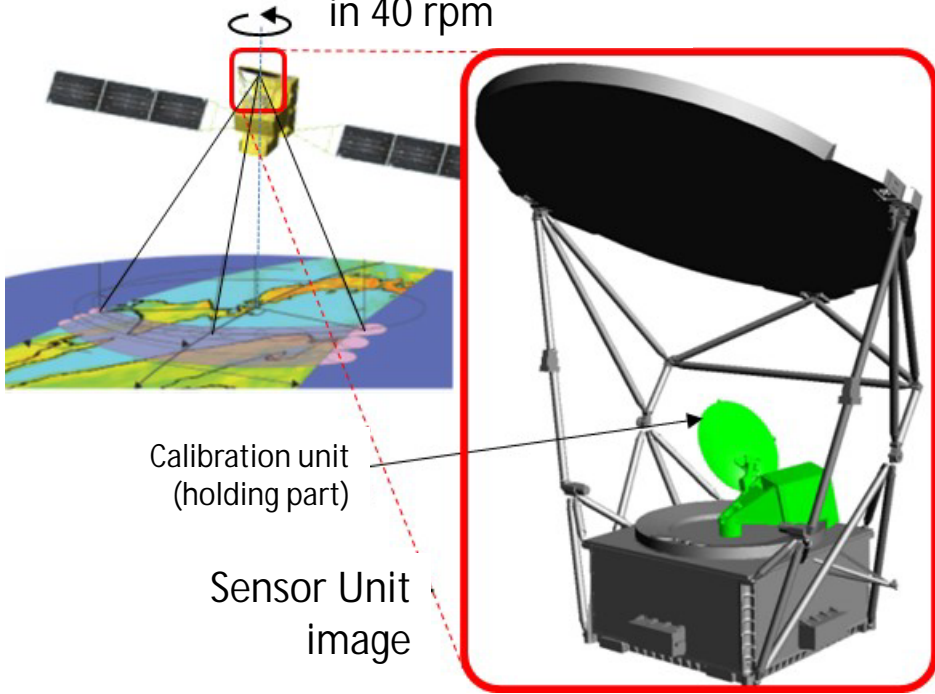 in 40 rpm
Calibration unit
(holding part)
Sensor Unit
image